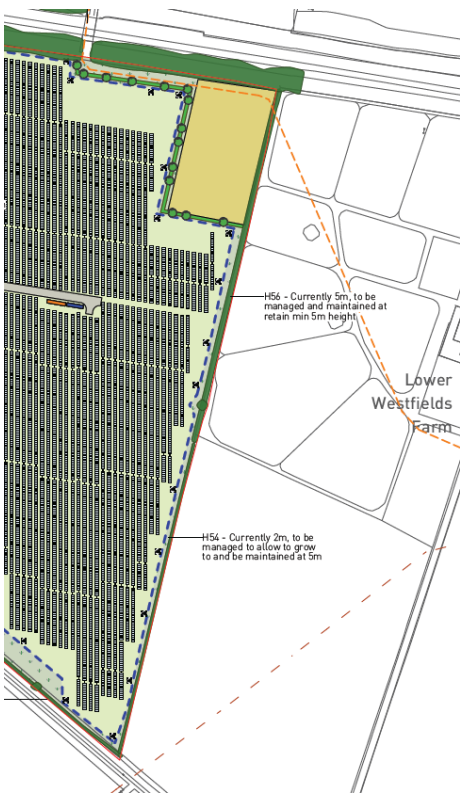 H56 - Currently 5m, to be
managed and maintained at
retain min 5m height
Lower
Westfields
Farm
H54 - Currently 2m, to be
managed to allow to grow
to and be maintained at 5m